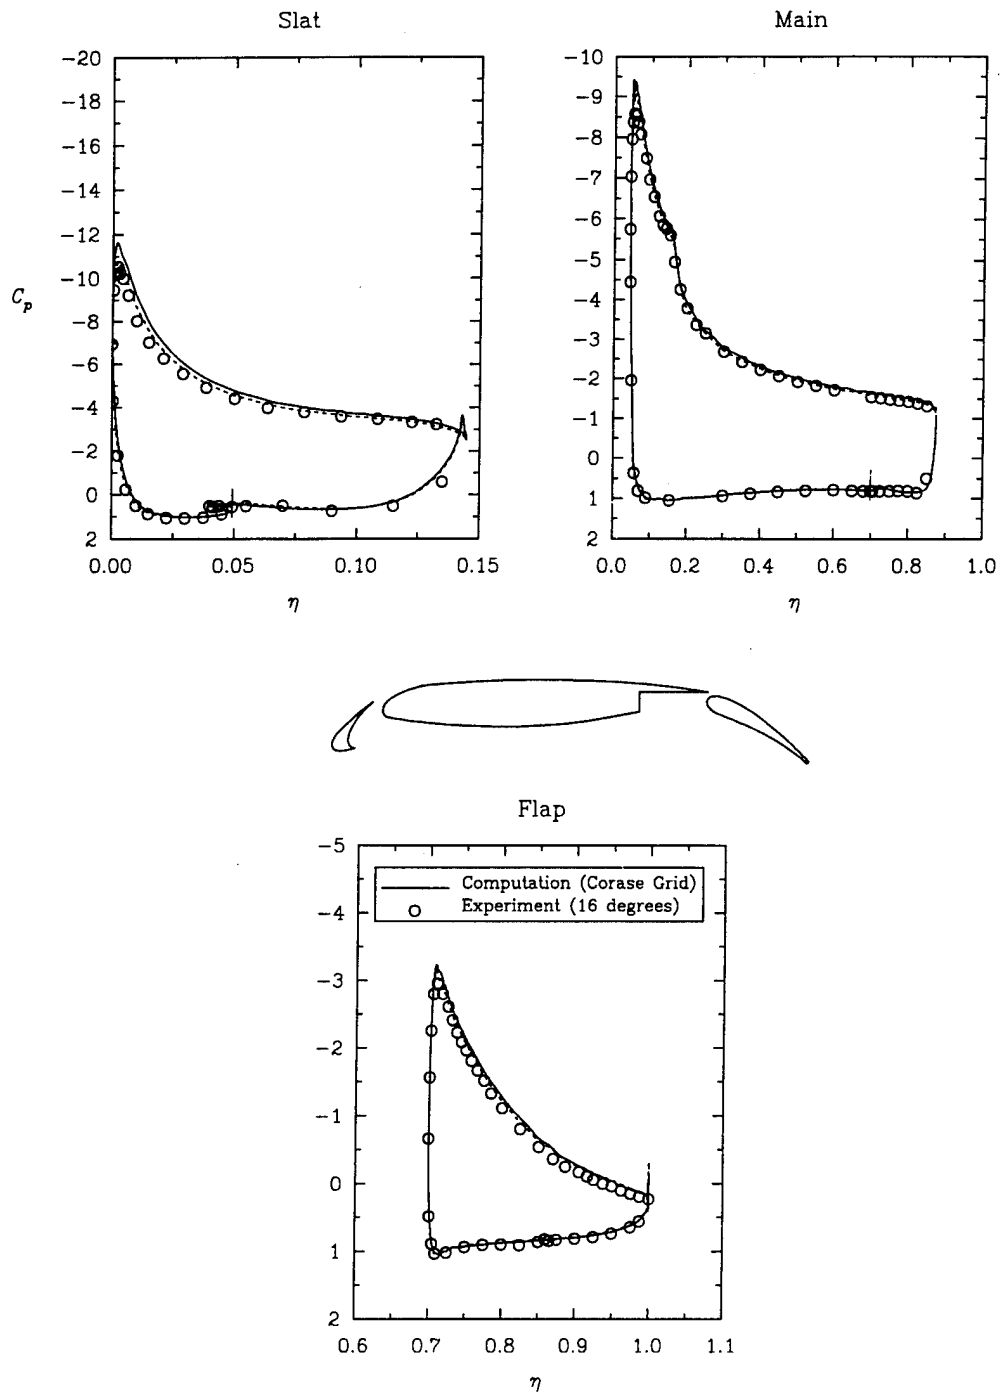 Slat
−20
−18
−16
−14
−12
−10
−8
−6
−4
−2
0
2
C_p
0.00 0.05 0.10 0.15
η
Main
−10
−9
−8
−7
−6
−5
−4
−3
−2
−1
0
1
2
0.0 0.2 0.4 0.6 0.8 1.0
η
Flap
−5
−4
−3
−2
−1
0
1
2
Computation (Corase Grid)
Experiment (16 degrees)
0.6 0.7 0.8 0.9 1.0 1.1
η